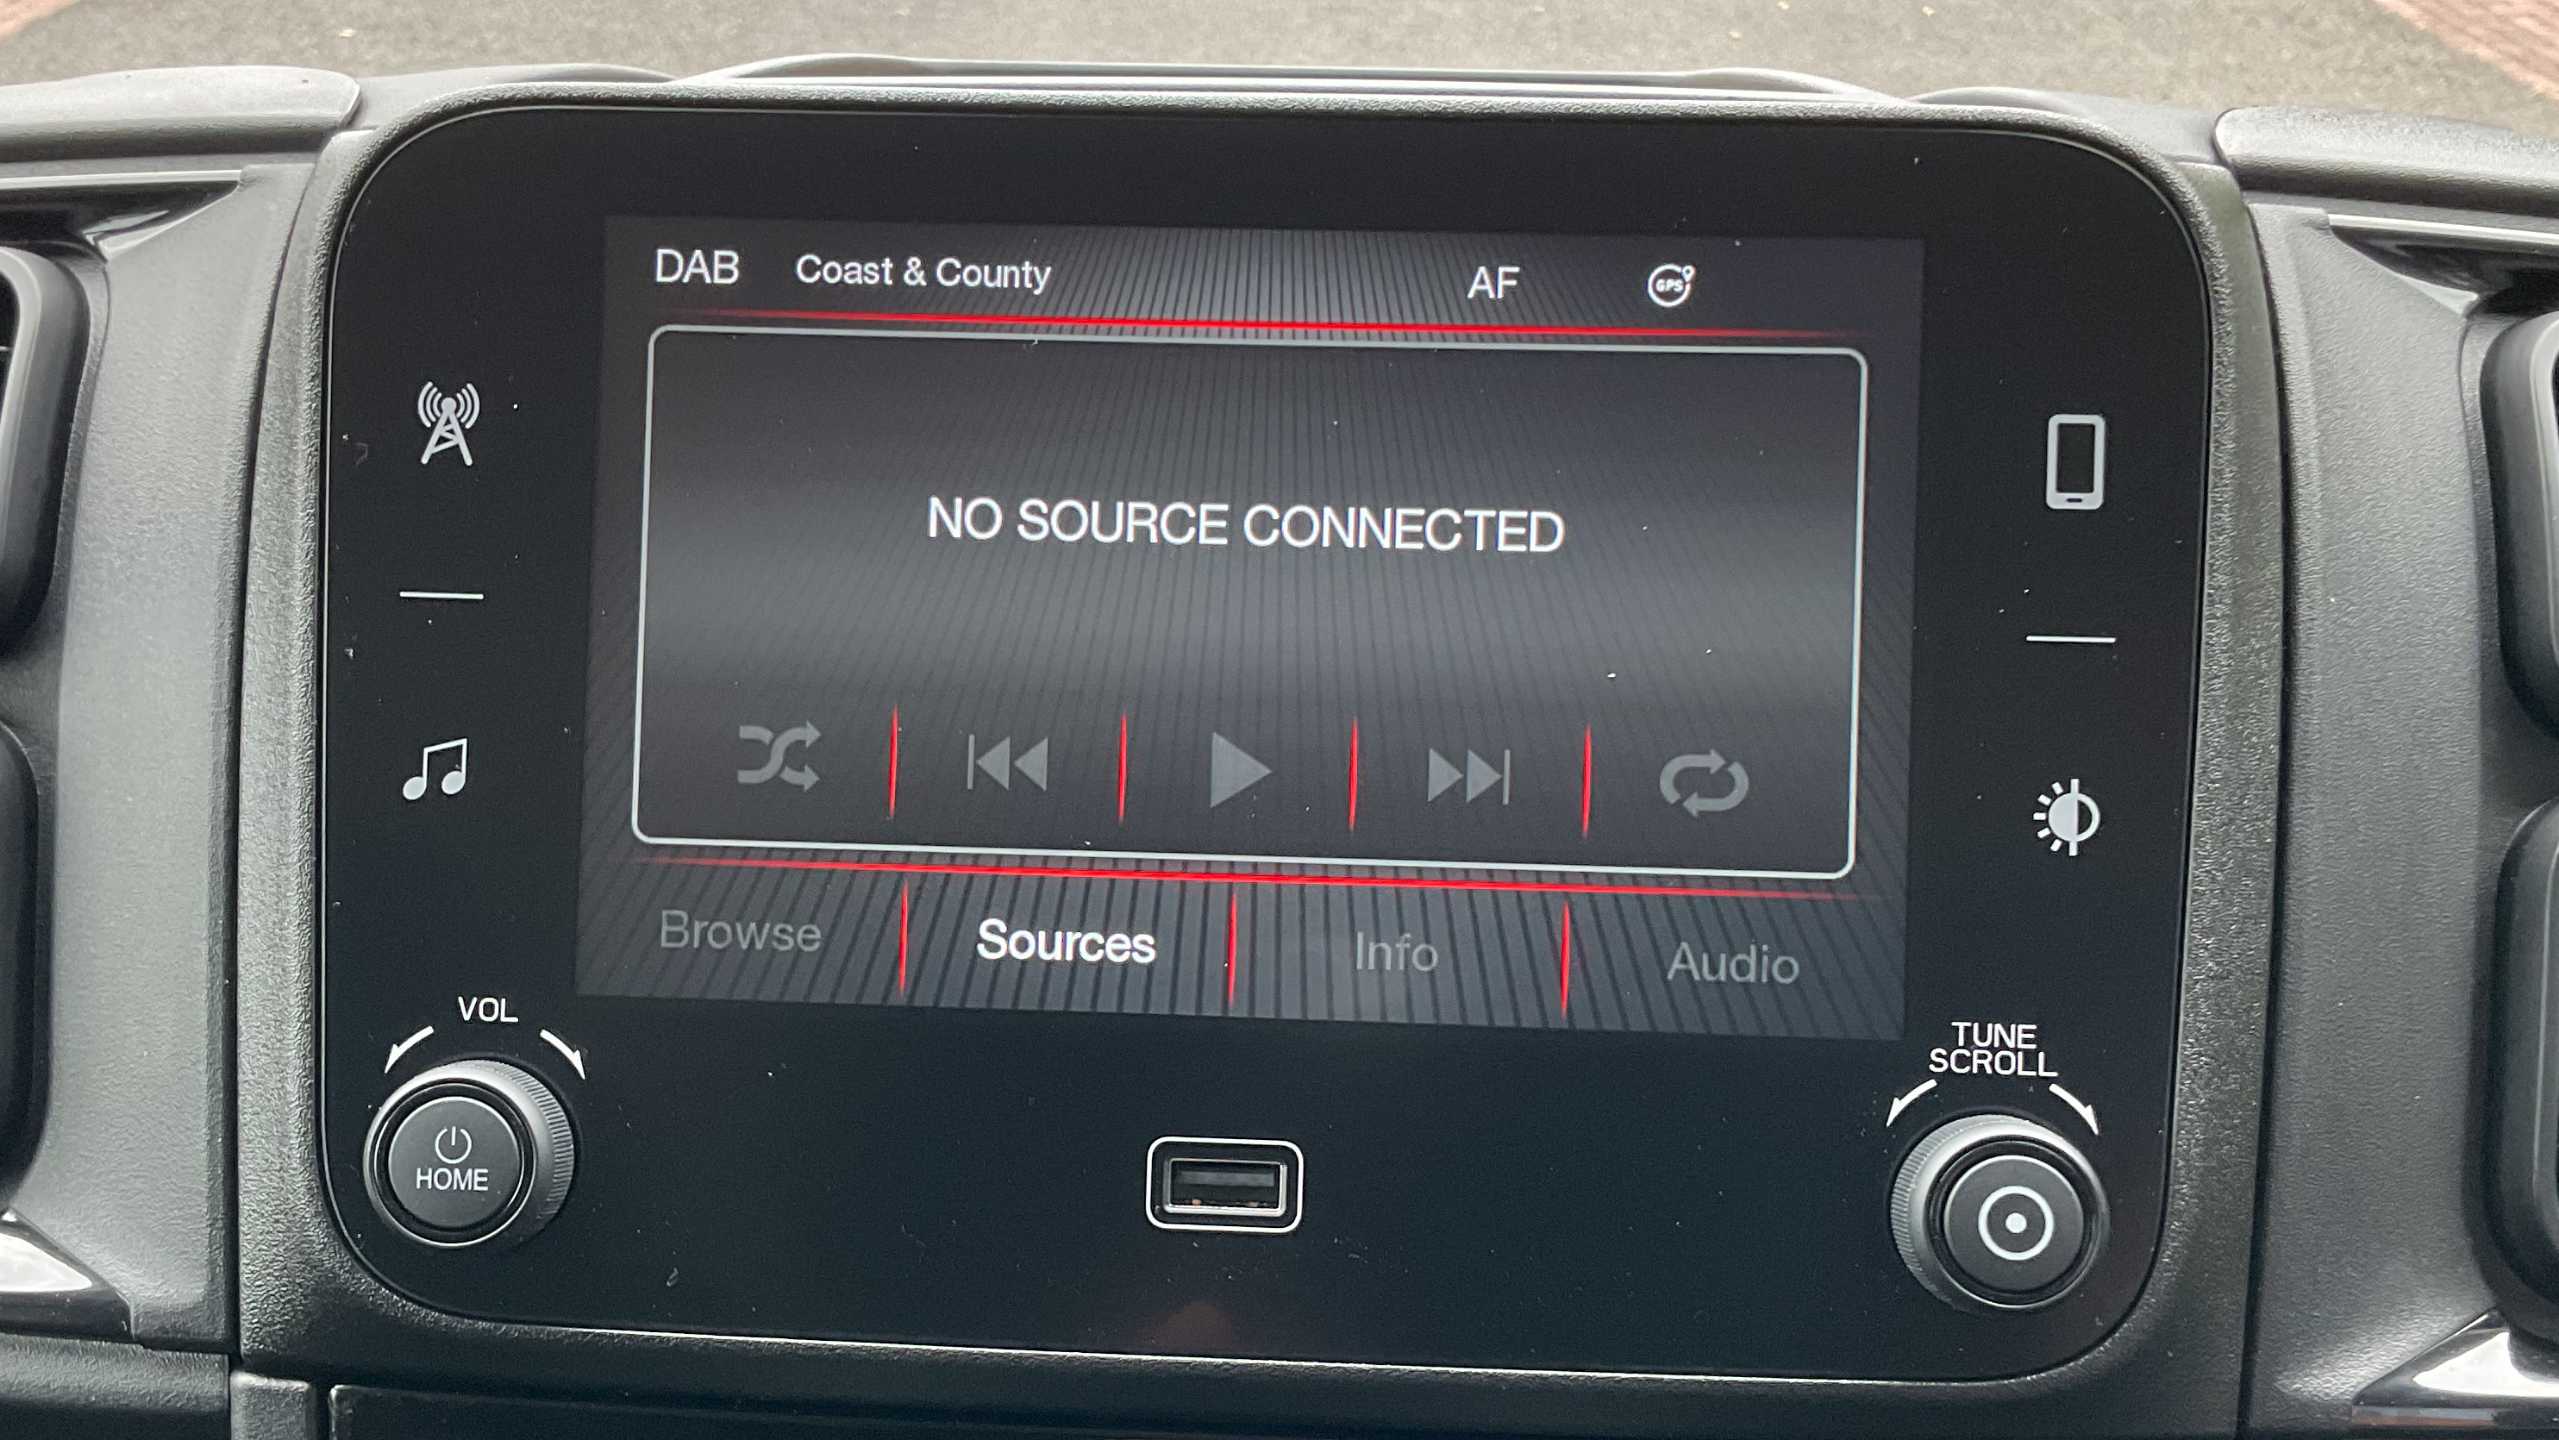 DAB Coast & County AF GPS
NO SOURCE CONNECTED
Browse Sources Info Audio
VOL
HOME
TUNE
SCROLL